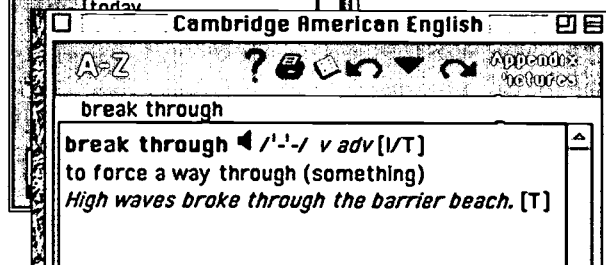 today
Cambridge American English
A-Z ? Appendix
Pictures
break through
break through /ˈ-ˈ-/ v adv [I/T]
to force a way through (something)
High waves broke through the barrier beach. [T]